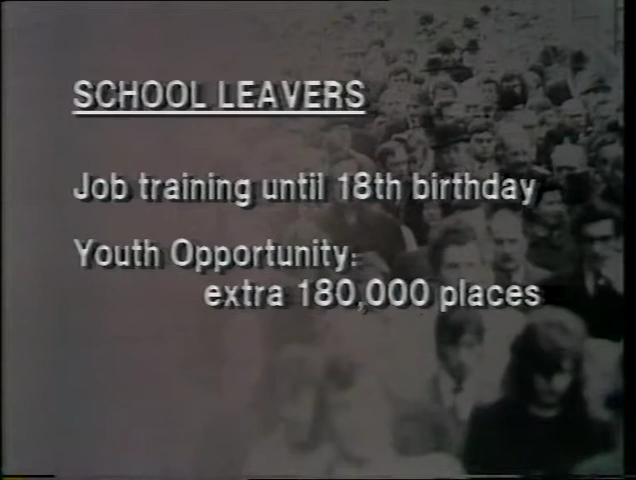 SCHOOL LEAVERS
Job training until 18th birthday
Youth Opportunity:
extra 180,000 places